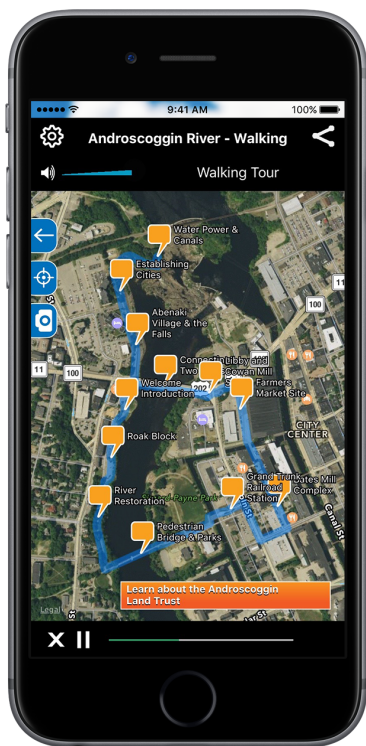 9:41 AM
100%
Androscoggin River - Walking
Walking Tour
Water Power &
Canals
Establishing
Cities
11
100
Abenaki
Village & the
Falls
Libby and
Cowan Mill
11
100
202
Welcome
Introduction
Farmers
Market Site
CITY
CENTER
Roak Block
Grand Trunk
Railroad
Station
Bates Mill
Complex
River
Restoration
Payne Park
Canal St
Pedestrian
Bridge & Parks
Learn about the Androscoggin
Land Trust
Legal
St